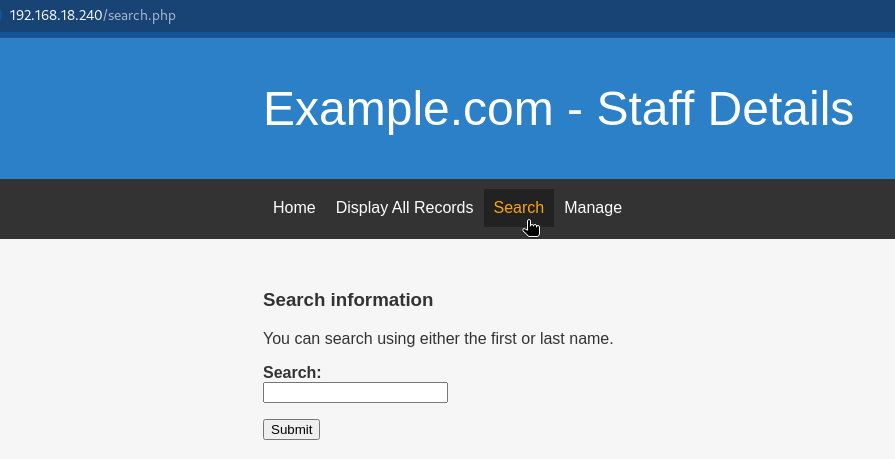 192.168.18.240/search.php
Example.com - Staff Details
Home Display All Records Search Manage
Search information
You can search using either the first or last name.
Search:
Submit